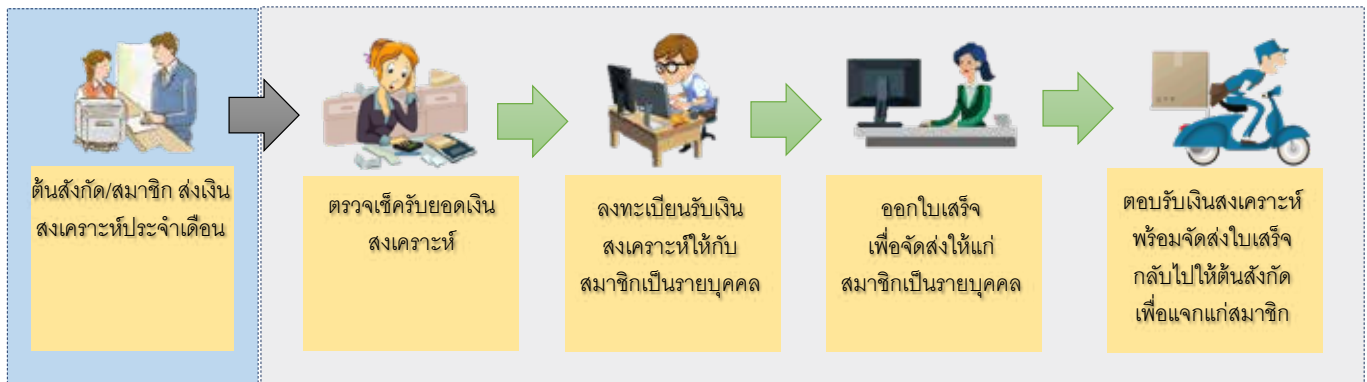 ต้นสังกัด/สมาชิก ส่งเงิน
สงเคราะห์ประจำเดือน
ตรวจเช็ครับยอดเงิน
สงเคราะห์
ลงทะเบียนรับเงิน
สงเคราะห์ให้กับ
สมาชิกเป็นรายบุคคล
ออกใบเสร็จ
เพื่อจัดส่งให้แก่
สมาชิกเป็นรายบุคคล
ตอบรับเงินสงเคราะห์
พร้อมจัดส่งใบเสร็จ
กลับไปให้ต้นสังกัด
เพื่อแจกแก่สมาชิก